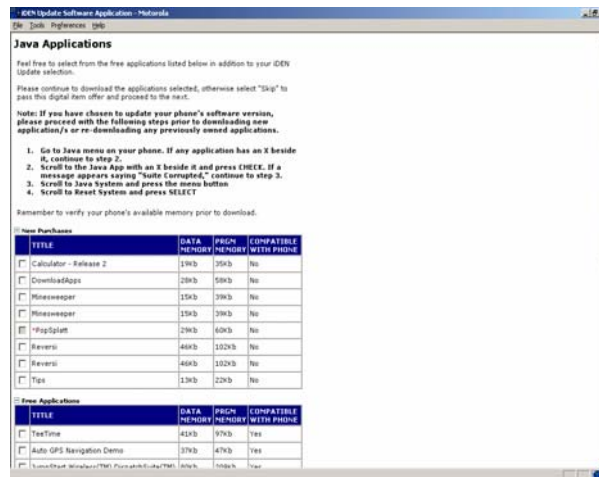 iDEN Update Software Application - Motorola
File Tools Preferences Help
Java Applications
Feel free to select from the free applications listed below in addition to your iDEN
Update selection.
Please continue to download the applications selected, otherwise select "Skip" to
pass this digital item offer and proceed to the next.
Note: If you have chosen to update your phone's software version,
please proceed with the following steps prior to downloading new
application/s or re-downloading any previously owned applications.
1. Go to Java menu on your phone. If any application has an X beside
it, continue to step 2.
2. Scroll to the Java App with an X beside it and press CHECK. If a
message appears saying "Suite Corrupted," continue to step 3.
3. Scroll to Java System and press the menu button
4. Scroll to Reset System and press SELECT
Remember to verify your phone's available memory prior to download.
New Purchases
TITLE DATA MEMORY PRGM MEMORY COMPATIBLE WITH PHONE
Calculator - Release 2 19Kb 35Kb No
DownloadApps 28Kb 58Kb No
Minesweeper 15Kb 39Kb No
Minesweeper 15Kb 39Kb No
*PopSplatt 29Kb 60Kb No
Reversi 46Kb 102Kb No
Reversi 46Kb 102Kb No
Tips 13Kb 22Kb No
Free Applications
TITLE DATA MEMORY PRGM MEMORY COMPATIBLE WITH PHONE
TeeTime 41Kb 97Kb Yes
Auto GPS Navigation Demo 37Kb 47Kb Yes
JumpStart Wireless(TM) DispatchSuite(TM) Yes